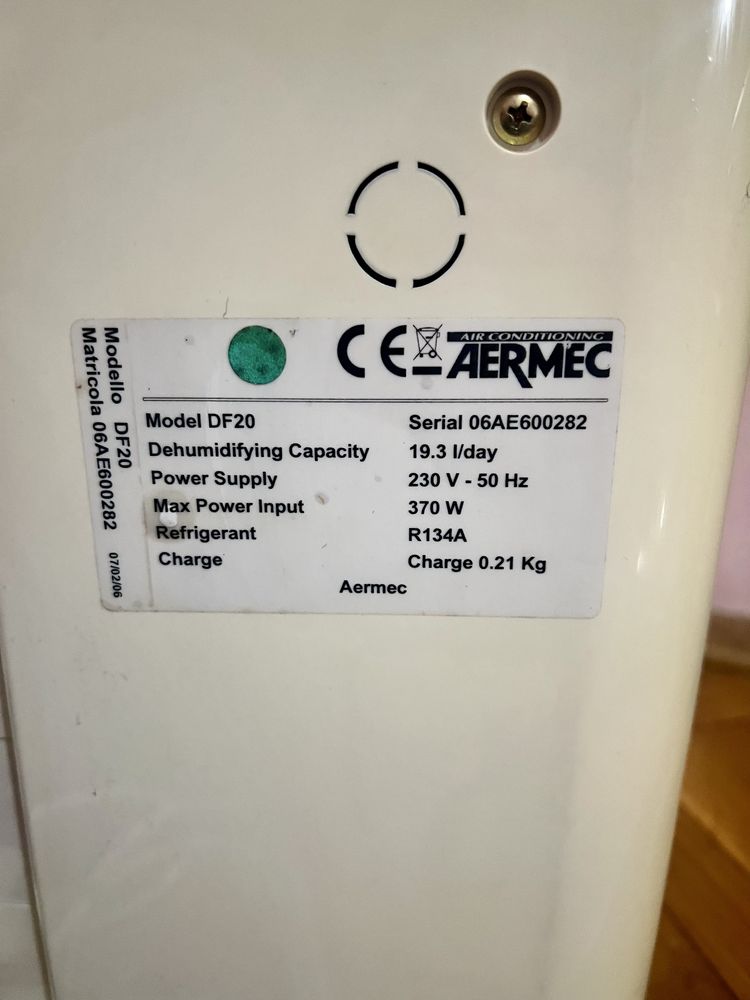 CE AIR CONDITIONING
AERMEC
Modello DF20
Matricola 06AE600282
07/02/06
Model DF20 Serial 06AE600282
Dehumidifying Capacity 19.3 l/day
Power Supply 230 V - 50 Hz
Max Power Input 370 W
Refrigerant R134A
Charge Charge 0.21 Kg
Aermec